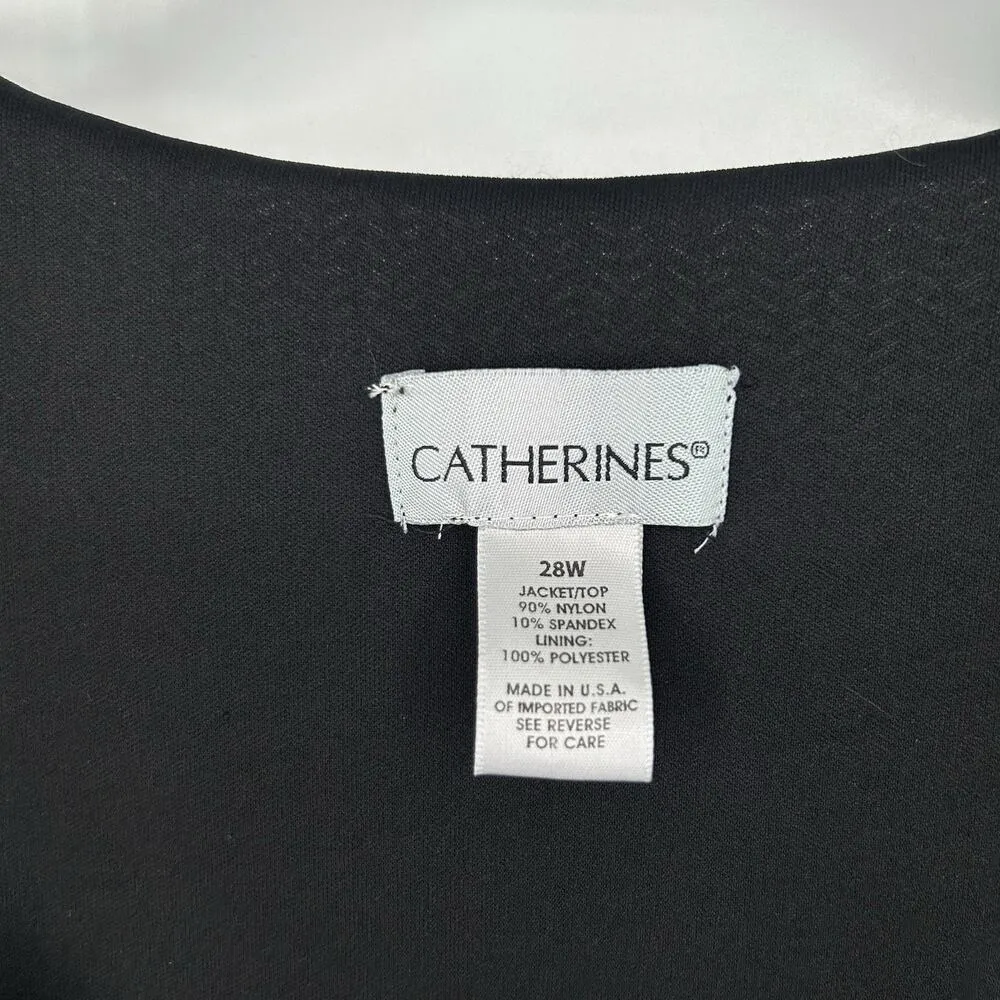 CATHERINES®
28W
JACKET/TOP
90% NYLON
10% SPANDEX
LINING:
100% POLYESTER
MADE IN U.S.A.
OF IMPORTED FABRIC
SEE REVERSE
FOR CARE